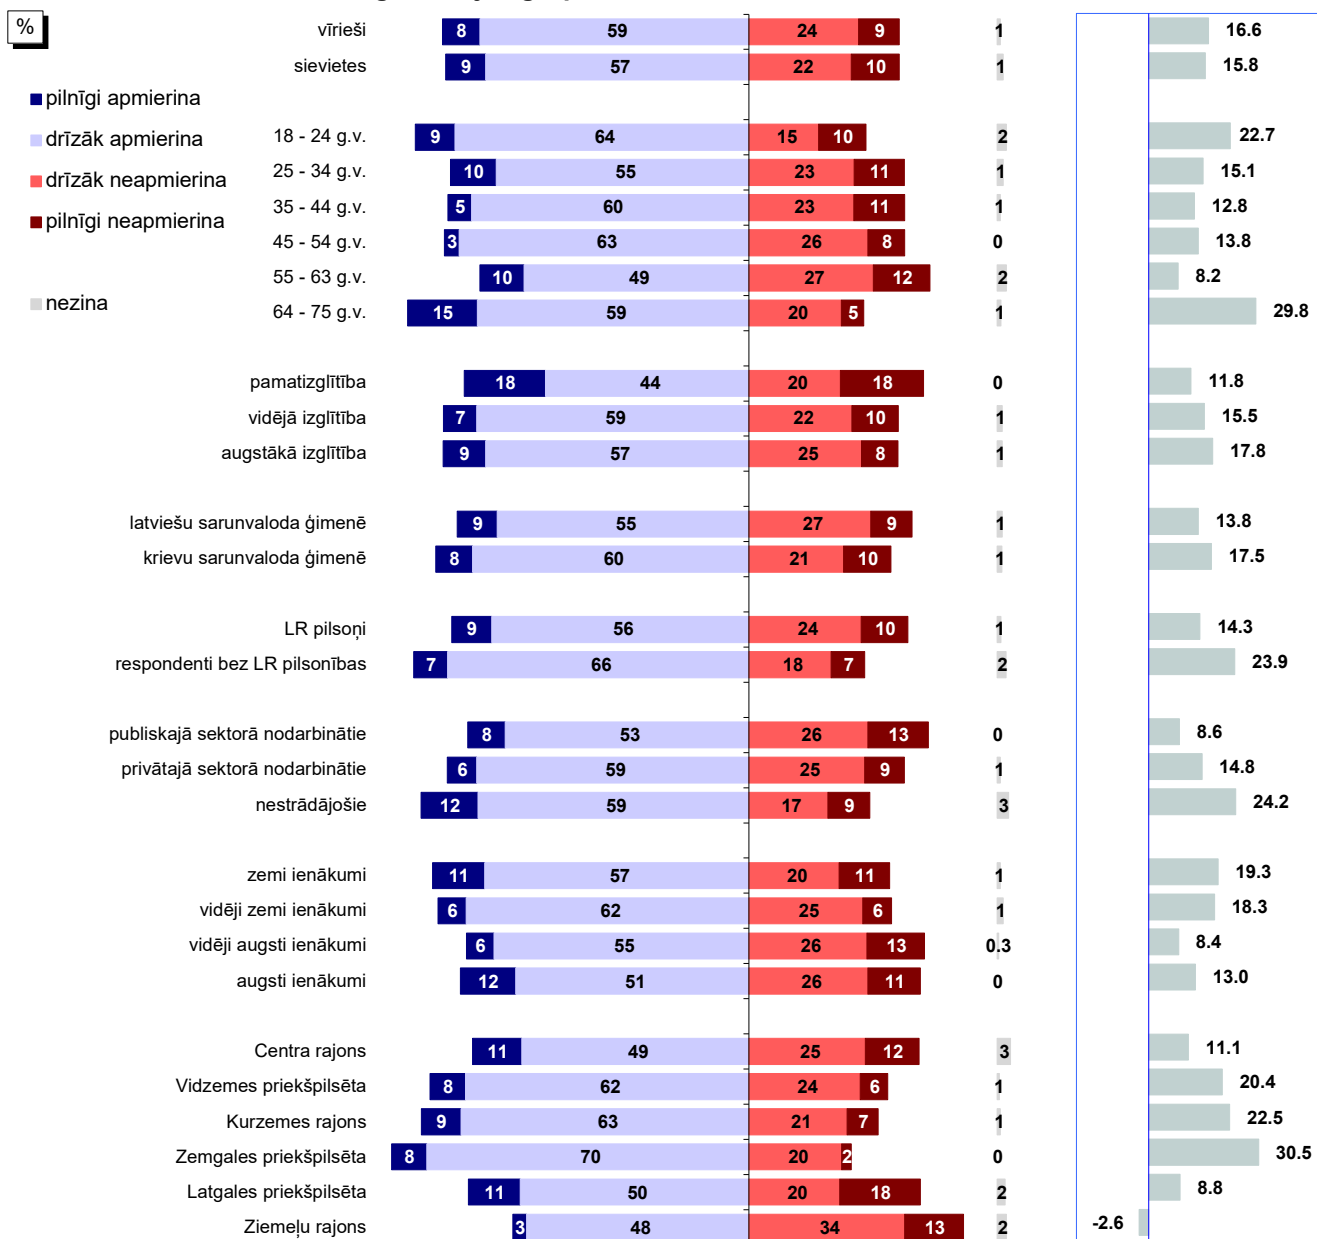 %
pilnīgi apmierina
drīzāk apmierina
drīzāk neapmierina
pilnīgi neapmierina
nezina
vīrieši 8 59 24 9 1 16.6
sievietes 9 57 22 10 1 15.8
18 - 24 g.v. 9 64 15 10 2 22.7
25 - 34 g.v. 10 55 23 11 1 15.1
35 - 44 g.v. 5 60 23 11 1 12.8
45 - 54 g.v. 3 63 26 8 0 13.8
55 - 63 g.v. 10 49 27 12 2 8.2
64 - 75 g.v. 15 59 20 5 1 29.8
pamatizglītība 18 44 20 18 0 11.8
vidējā izglītība 7 59 22 10 1 15.5
augstākā izglītība 9 57 25 8 1 17.8
latviešu sarunvaloda ģimenē 9 55 27 9 1 13.8
krievu sarunvaloda ģimenē 8 60 21 10 1 17.5
LR pilsoņi 9 56 24 10 1 14.3
respondenti bez LR pilsonības 7 66 18 7 2 23.9
publiskajā sektorā nodarbinātie 8 53 26 13 0 8.6
privātajā sektorā nodarbinātie 6 59 25 9 1 14.8
nestrādājošie 12 59 17 9 3 24.2
zemi ienākumi 11 57 20 11 1 19.3
vidēji zemi ienākumi 6 62 25 6 1 18.3
vidēji augsti ienākumi 6 55 26 13 0.3 8.4
augsti ienākumi 12 51 26 11 0 13.0
Centra rajons 11 49 25 12 3 11.1
Vidzemes priekšpilsēta 8 62 24 6 1 20.4
Kurzemes rajons 9 63 21 7 1 22.5
Zemgales priekšpilsēta 8 70 20 2 0 30.5
Latgales priekšpilsēta 11 50 20 18 2 8.8
Ziemeļu rajons 3 48 34 13 2 -2.6